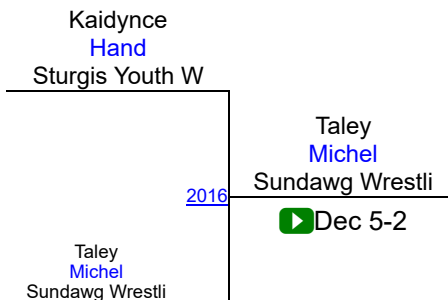 Kaidynce
Hand
Sturgis Youth W
Taley
Michel
Sundawg Wrestli
2016
Dec 5-2
Taley
Michel
Sundawg Wrestli